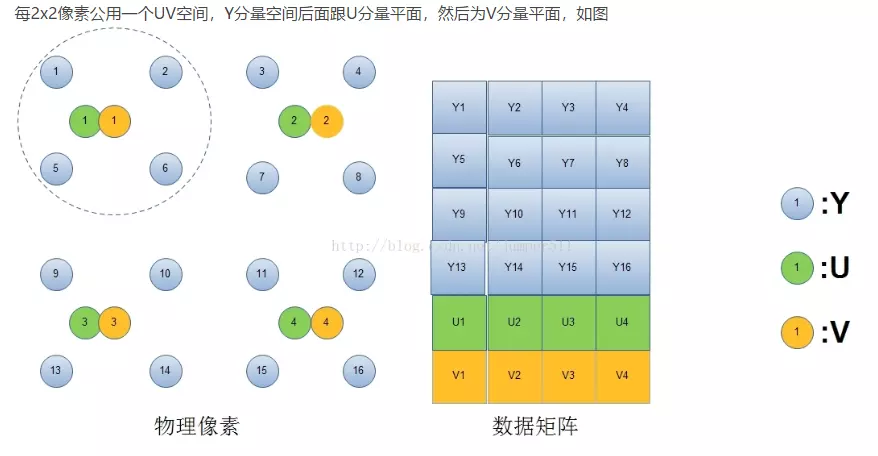 每2x2像素公用一个UV空间，Y分量空间后面跟U分量平面，然后为V分量平面，如图
1 2 3 4
1 1 2 2
5 6 7 8
9 10 11 12
3 3 4 4
13 14 15 16
物理像素
Y1 Y2 Y3 Y4
Y5 Y6 Y7 Y8
Y9 Y10 Y11 Y12
Y13 Y14 Y15 Y16
U1 U2 U3 U4
V1 V2 V3 V4
数据矩阵
1 :Y
1 :U
1 :V